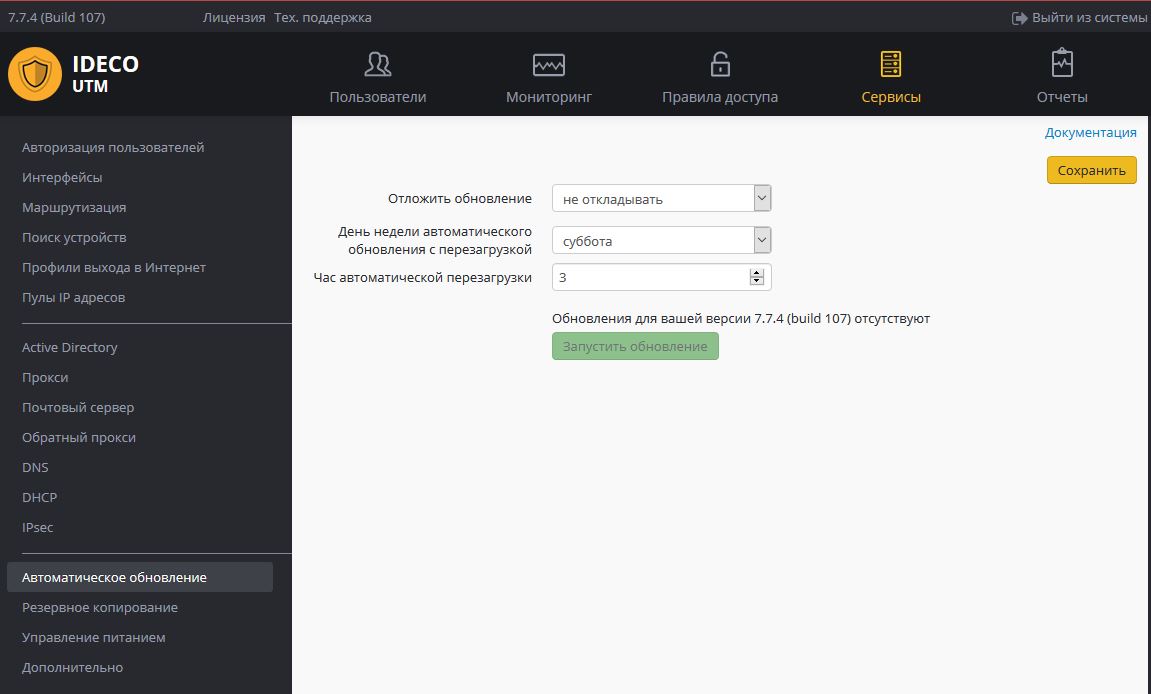 7.7.4 (Build 107) Лицензия Тех. поддержка Выйти из системы
IDECO
UTM
Пользователи Мониторинг Правила доступа Сервисы Отчеты
Авторизация пользователей
Интерфейсы
Маршрутизация
Поиск устройств
Профили выхода в Интернет
Пулы IP адресов
Active Directory
Прокси
Почтовый сервер
Обратный прокси
DNS
DHCP
IPsec
Автоматическое обновление
Резервное копирование
Управление питанием
Дополнительно
Документация
Сохранить
Отложить обновление не откладывать
День недели автоматического
обновления с перезагрузкой суббота
Час автоматической перезагрузки 3
Обновления для вашей версии 7.7.4 (build 107) отсутствуют
Запустить обновление